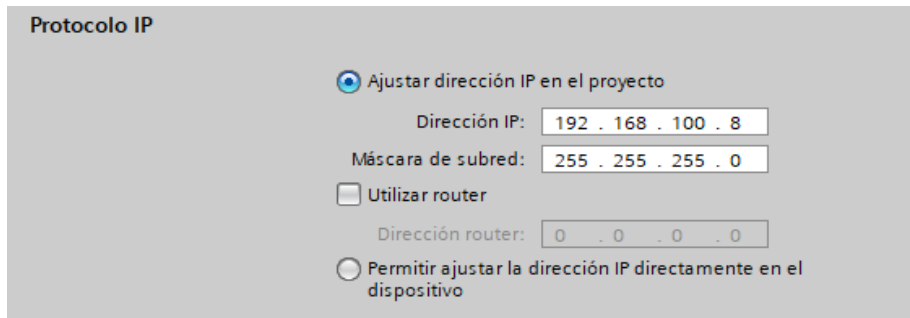 Protocolo IP
Ajustar dirección IP en el proyecto
Dirección IP: 192 . 168 . 100 . 8
Máscara de subred: 255 . 255 . 255 . 0
Utilizar router
Dirección router: 0 . 0 . 0 . 0
Permitir ajustar la dirección IP directamente en el
dispositivo